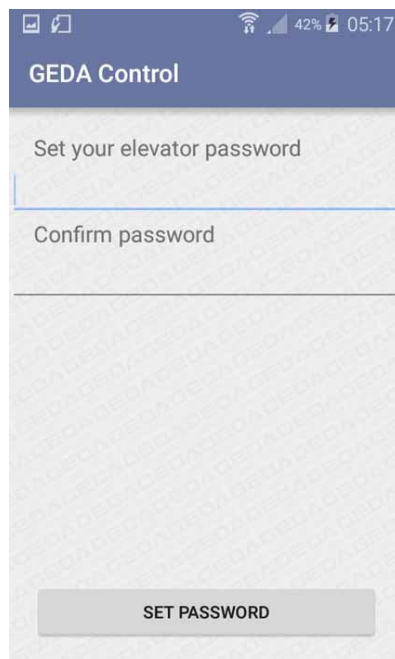 42% 05:17
GEDA Control
Set your elevator password
Confirm password
SET PASSWORD